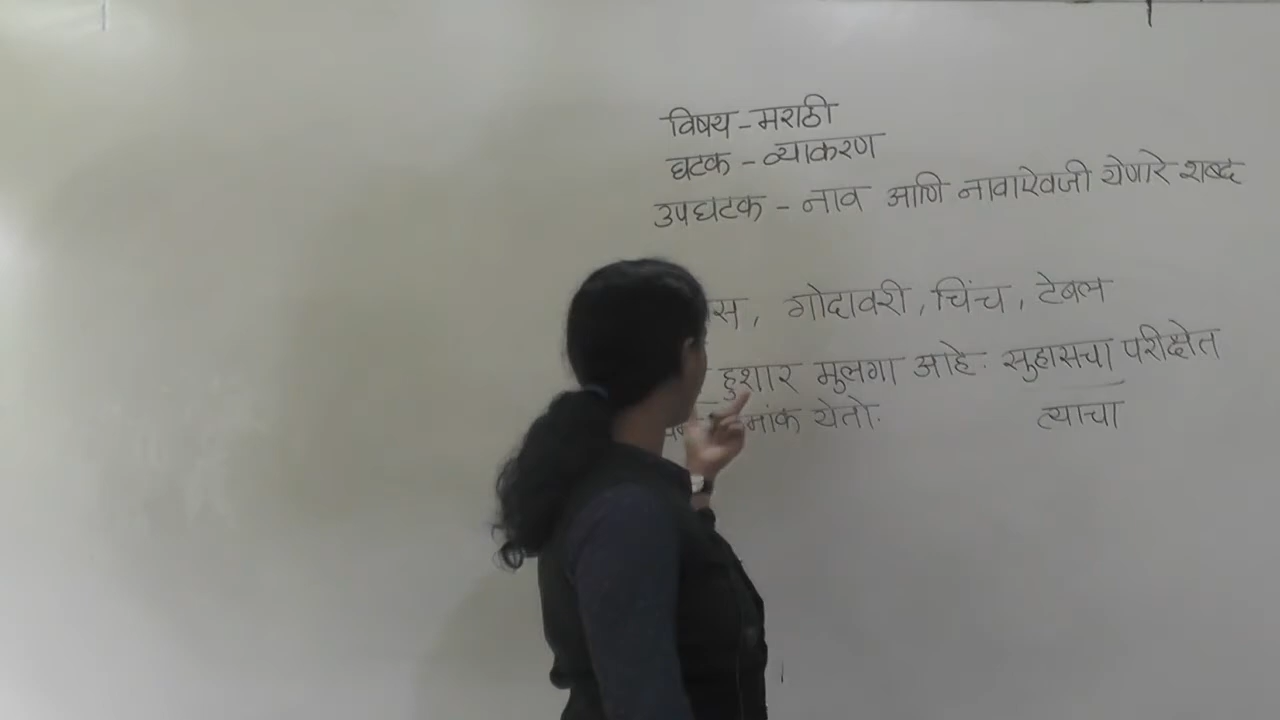 विषय - मराठी
घटक - व्याकरण
उपघटक - नाव आणि नावाऐवजी येणारे शब्द
स, गोदावरी, चिंच, टेबल
हुशार मुलगा आहे. सुहासचा परीक्षेत
येतो. त्याचा